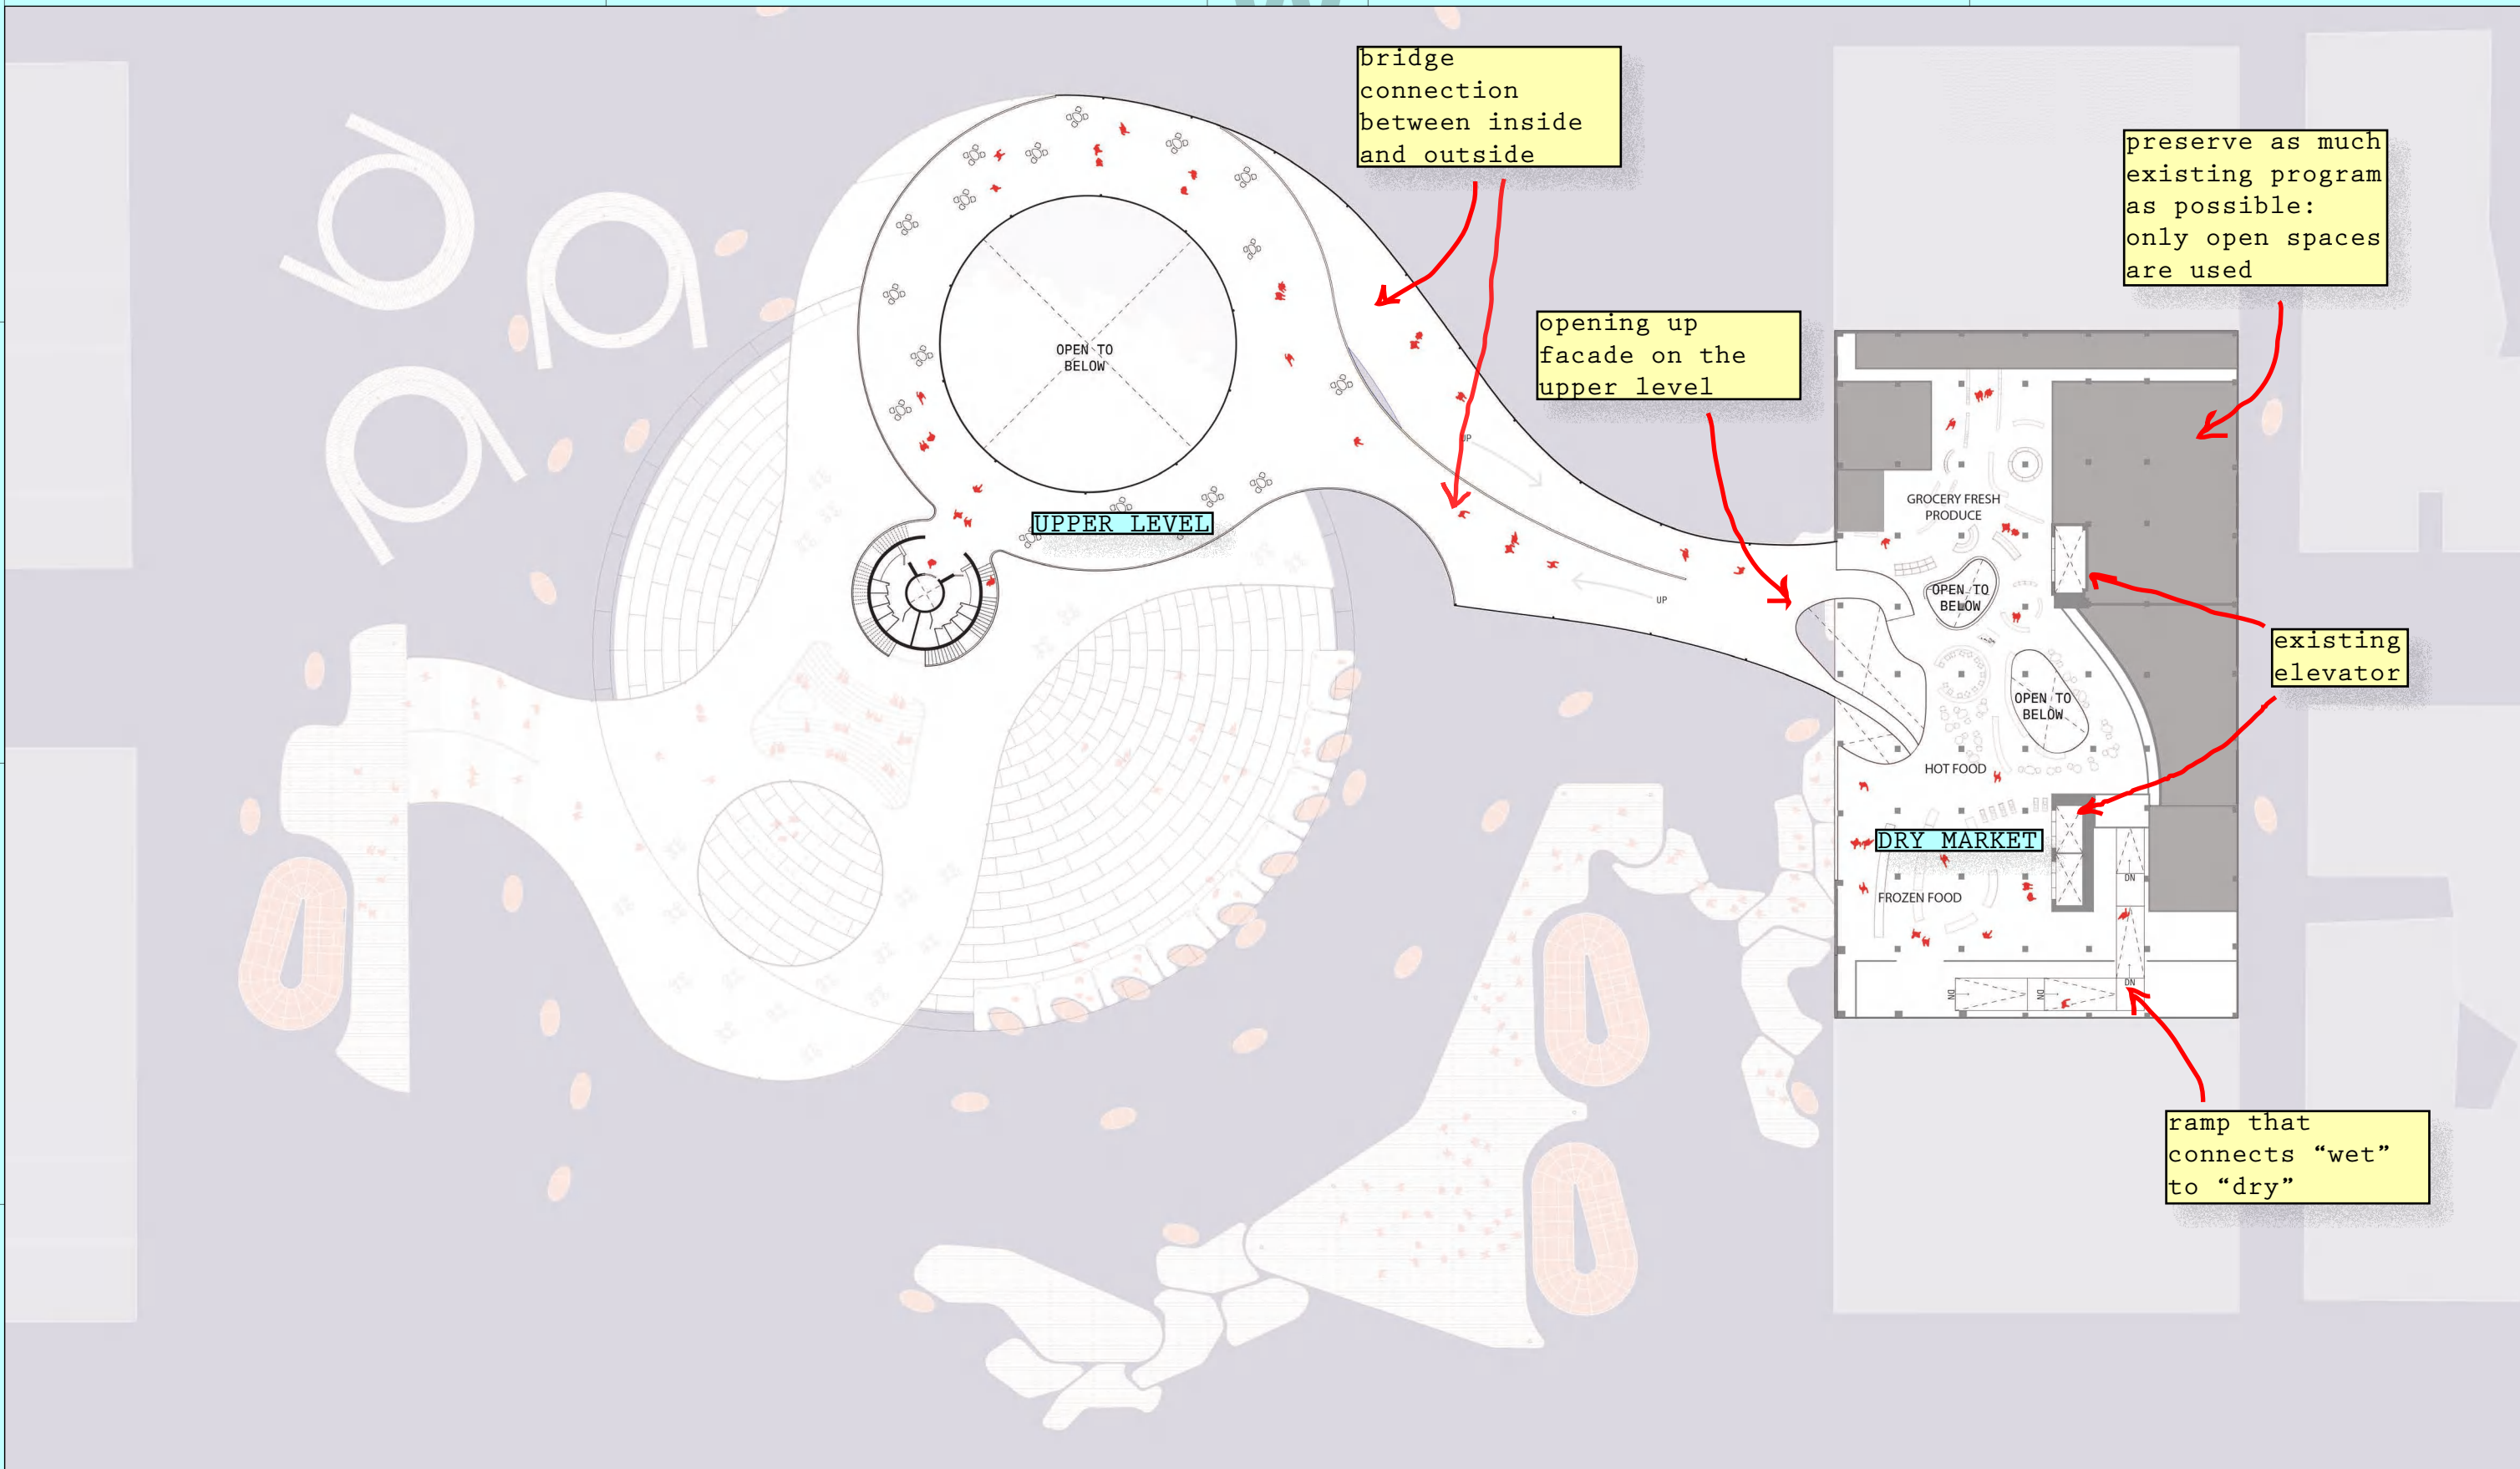 bridge
connection
between inside
and outside
preserve as much
existing program
as possible:
only open spaces
are used
opening up
facade on the
upper level
OPEN TO
BELOW
UP
GROCERY FRESH
PRODUCE
UPPER LEVEL
OPEN TO
BELOW
UP
existing
elevator
OPEN TO
BELOW
HOT FOOD
DRY MARKET
DN
FROZEN FOOD
DN
DN
DN
ramp that
connects “wet”
to “dry”